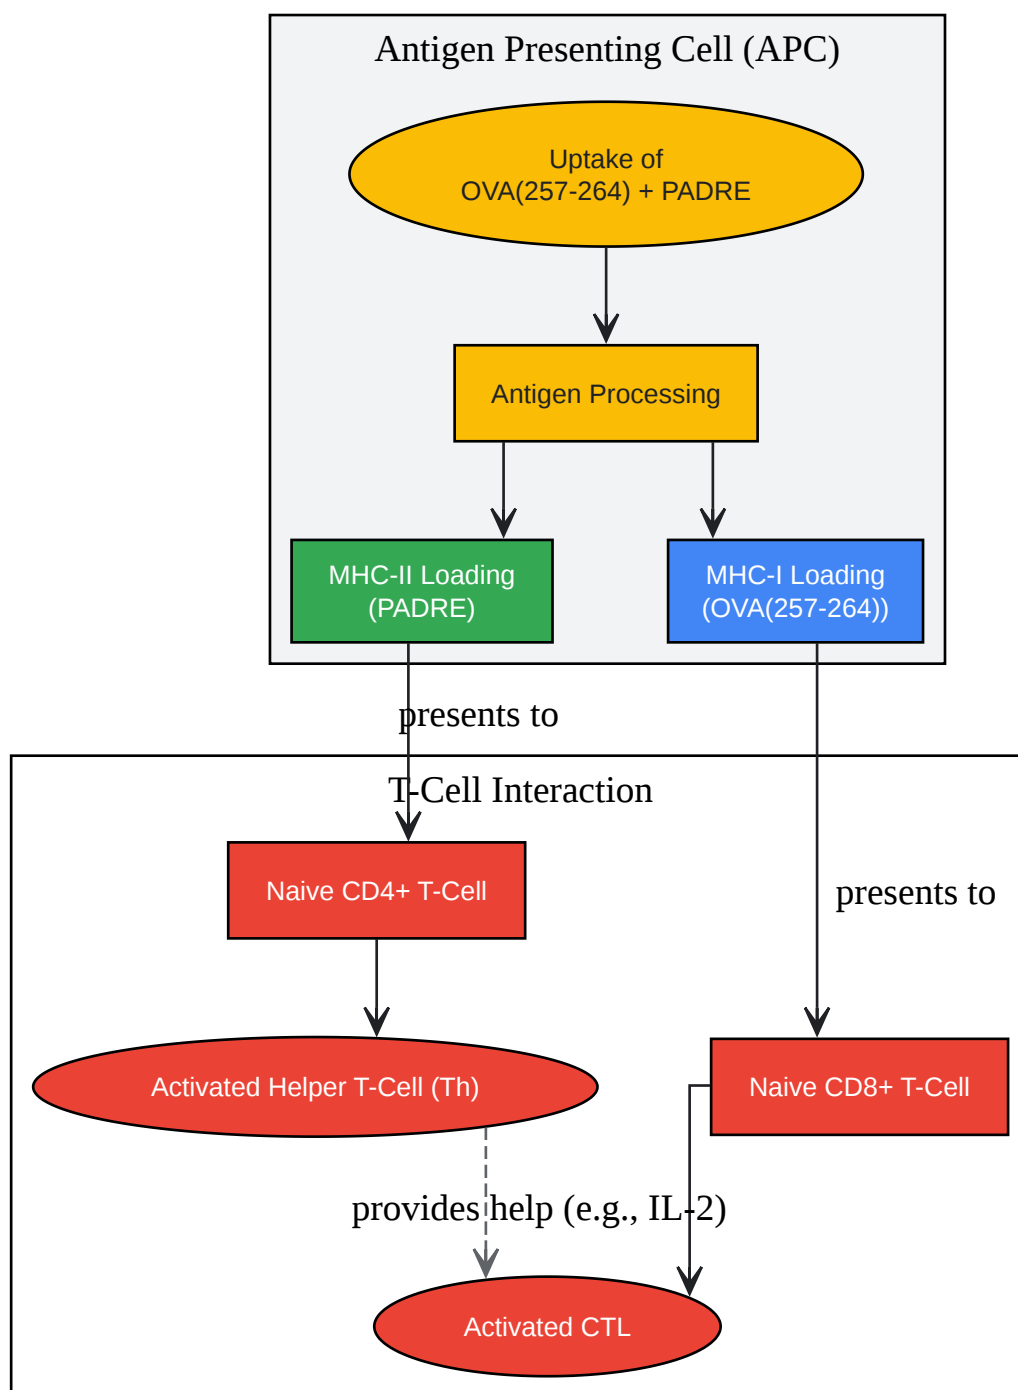 Antigen Presenting Cell (APC)
Uptake of
OVA(257-264) + PADRE
Antigen Processing
MHC-II Loading
(PADRE)
MHC-I Loading
(OVA(257-264))
presents to
T-Cell Interaction
Naive CD4+ T-Cell
presents to
Activated Helper T-Cell (Th)
Naive CD8+ T-Cell
provides help (e.g., IL-2)
Activated CTL